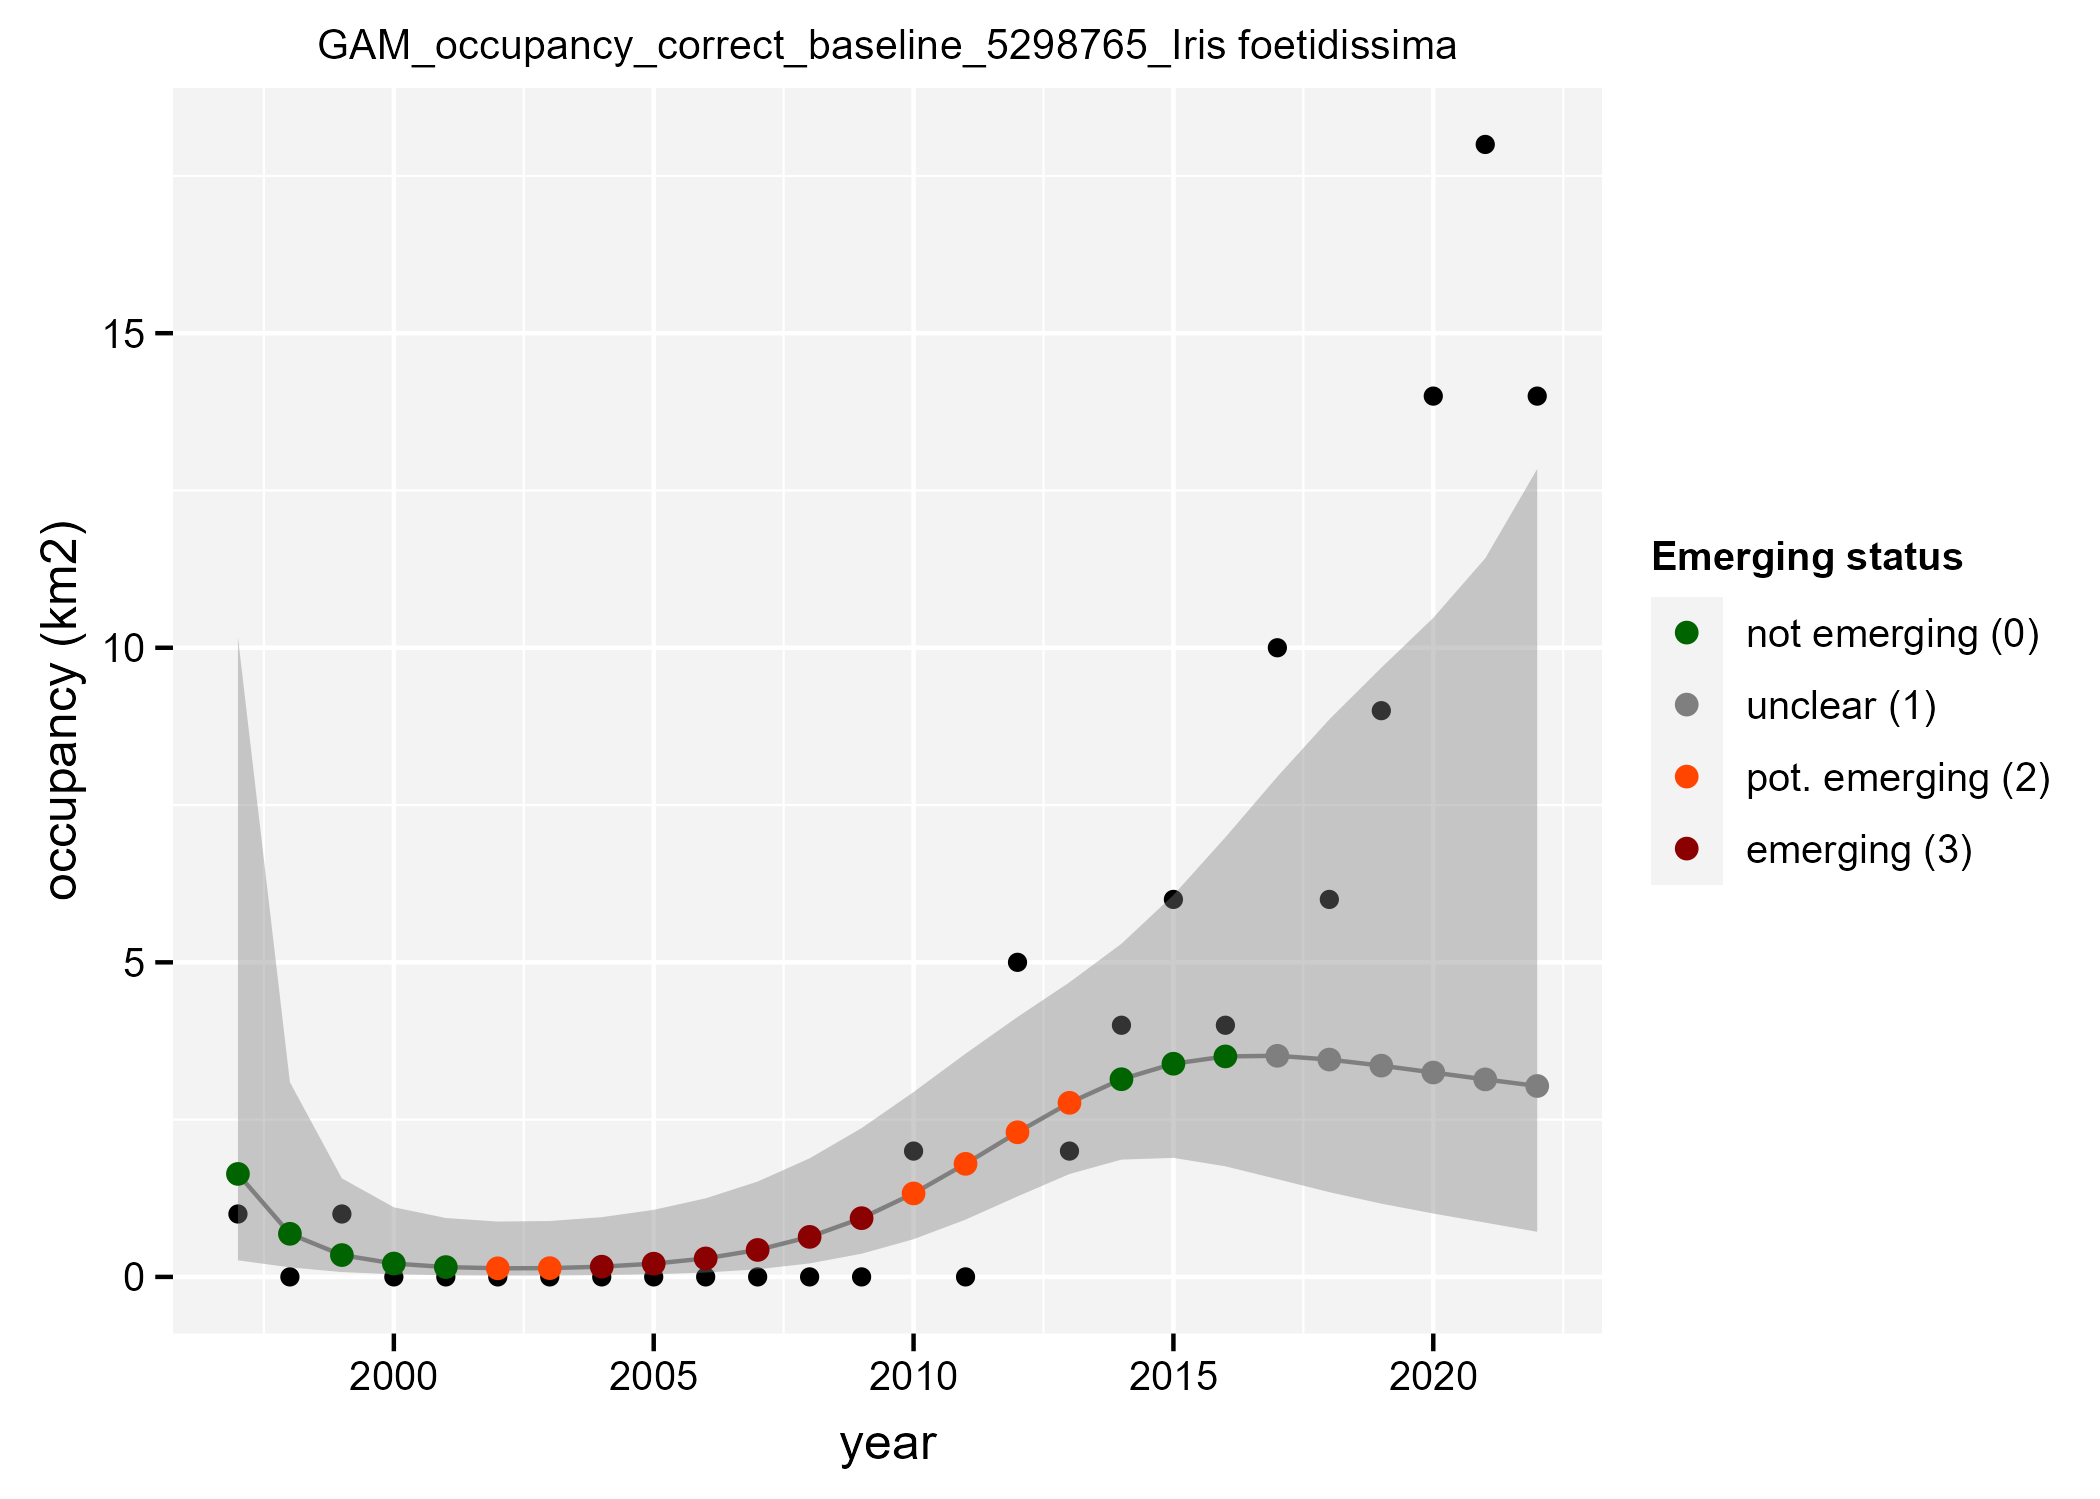 GAM_occupancy_correct_baseline_5298765_Iris foetidissima
occupancy (km2)
15
10
5
0
2000 2005 2010 2015 2020
year
Emerging status
not emerging (0)
unclear (1)
pot. emerging (2)
emerging (3)